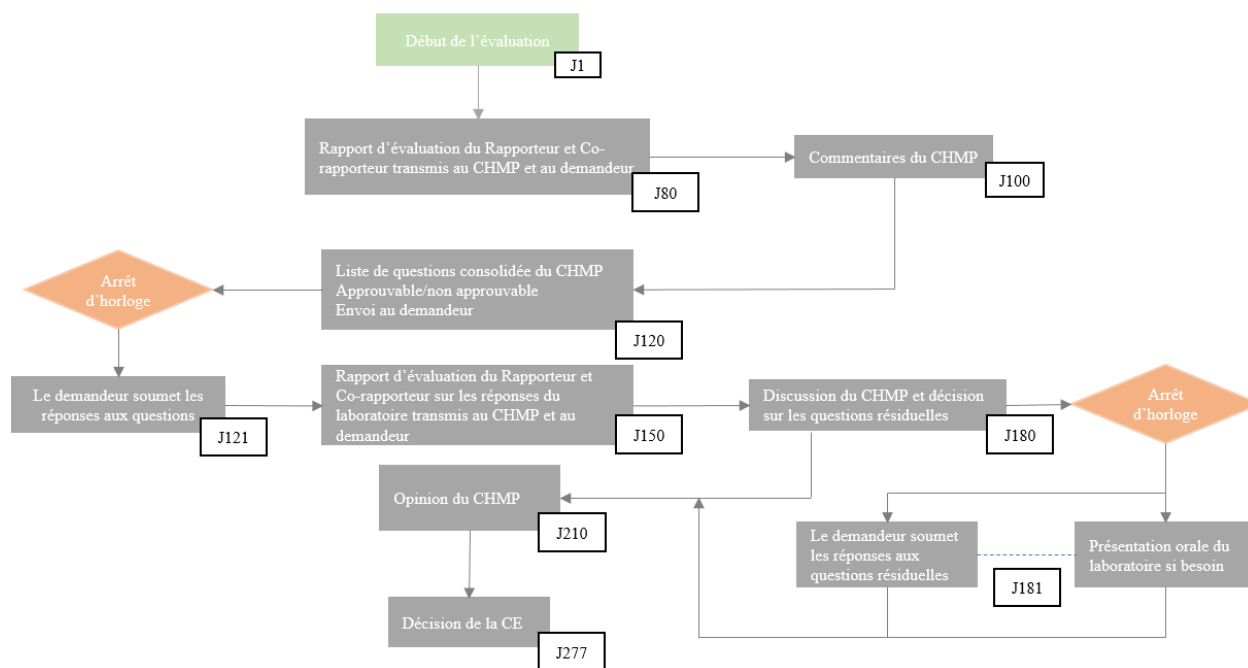 Début de l'évaluation
J1
Rapport d'évaluation du Rapporteur et Co-
rapporteur transmis au CHMP et au demandeur
J80
Commentaires du CHMP
J100
Liste de questions consolidée du CHMP
Approuvable/non approuvable
Envoi au demandeur
J120
Arrêt
d'horloge
Le demandeur soumet les
réponses aux questions
J121
Rapport d'évaluation du Rapporteur et
Co-rapporteur sur les réponses du
laboratoire transmis au CHMP et au
demandeur
J150
Discussion du CHMP et décision
sur les questions résiduelles
J180
Arrêt
d'horloge
Le demandeur soumet
les réponses aux
questions résiduelles
J181
Présentation orale du
laboratoire si besoin
Opinion du CHMP
J210
Décision de la CE
J277